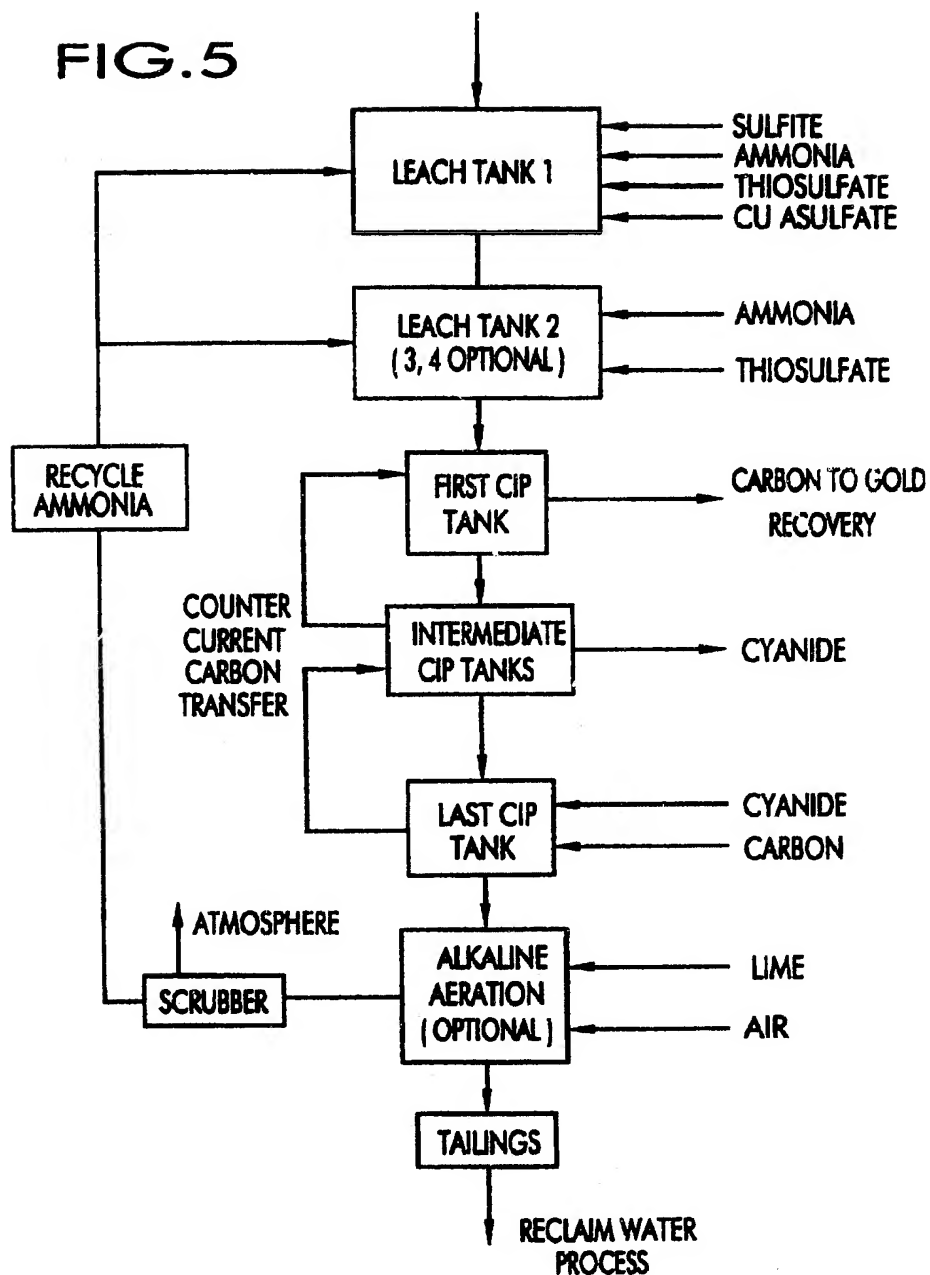 FIG.5
LEACH TANK 1
SULFITE
AMMONIA
THIOSULFATE
CU ASULFATE
LEACH TANK 2
( 3, 4 OPTIONAL )
AMMONIA
THIOSULFATE
RECYCLE
AMMONIA
FIRST CIP
TANK
CARBON TO GOLD
RECOVERY
COUNTER
CURRENT
CARBON
TRANSFER
INTERMEDIATE
CIP TANKS
CYANIDE
LAST CIP
TANK
CYANIDE
CARBON
ATMOSPHERE
SCRUBBER
ALKALINE
AERATION
( OPTIONAL )
LIME
AIR
TAILINGS
RECLAIM WATER
PROCESS